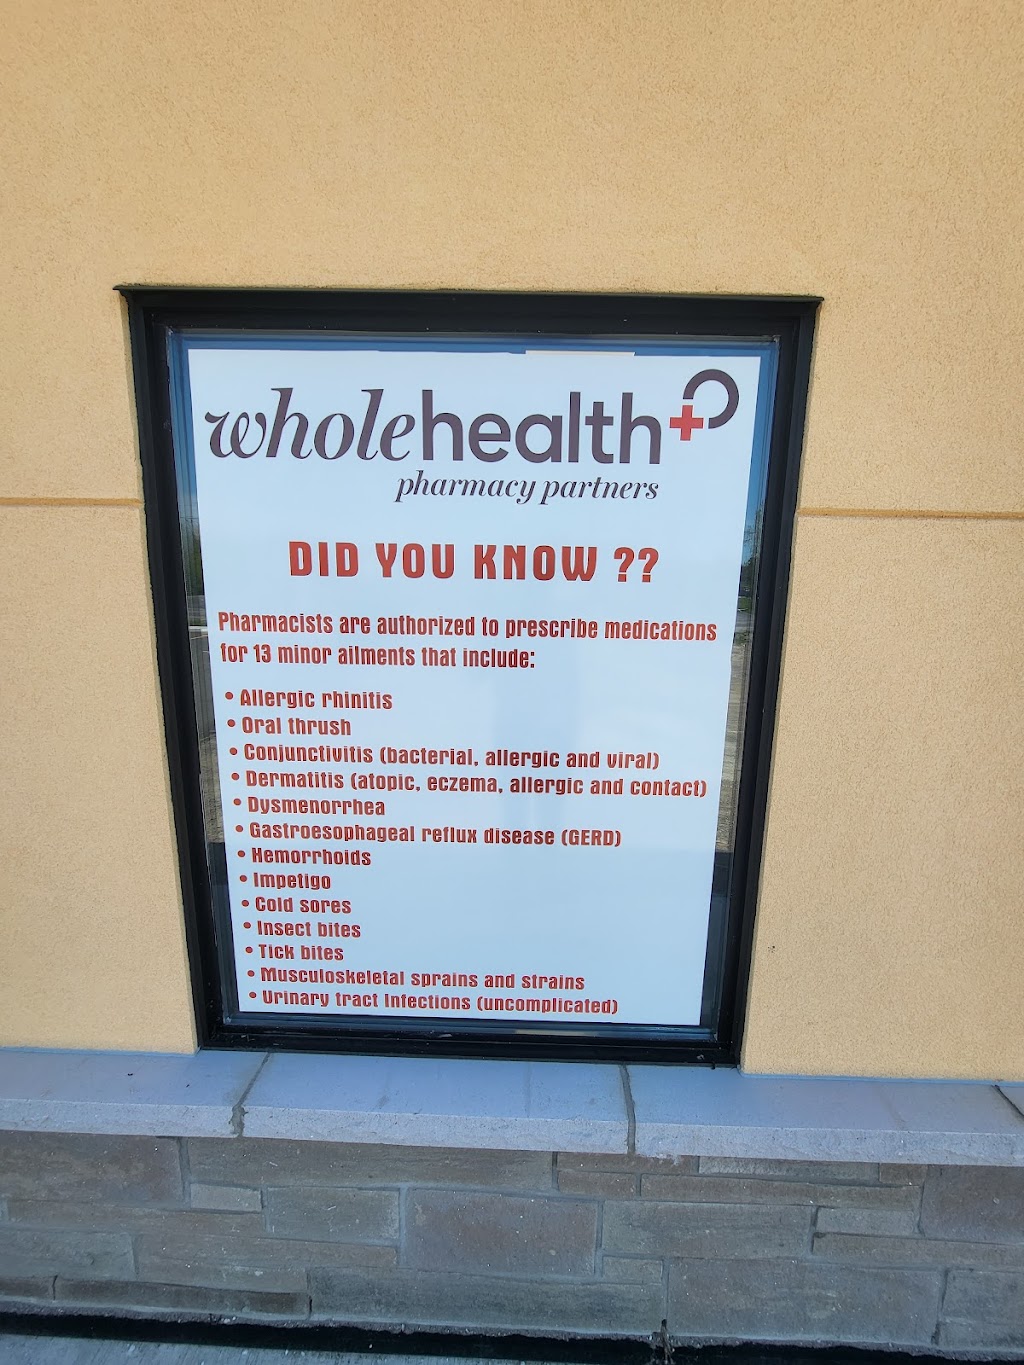 wholehealth
pharmacy partners
DID YOU KNOW ??
Pharmacists are authorized to prescribe medications
for 13 minor ailments that include:
• Allergic rhinitis
• Oral thrush
• Conjunctivitis (bacterial, allergic and viral)
• Dermatitis (atopic, eczema, allergic and contact)
• Dysmenorrhea
• Gastroesophageal reflux disease (GERD)
• Hemorrhoids
• Impetigo
• Cold sores
• Insect bites
• Tick bites
• Musculoskeletal sprains and strains
• Urinary tract Infections (uncomplicated)